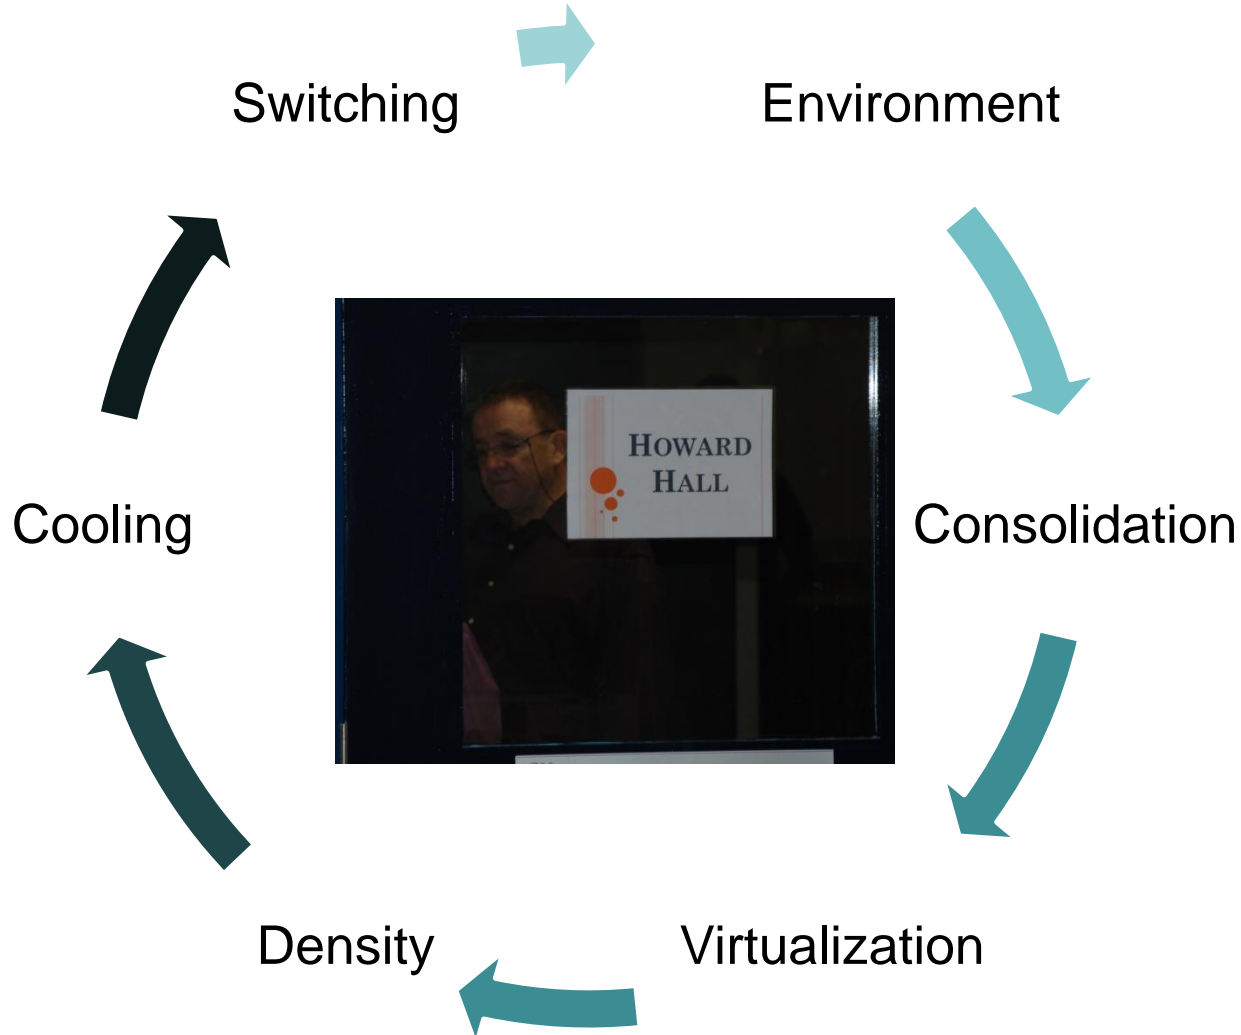 Switching
Environment
HOWARD
HALL
Cooling
Consolidation
Density
Virtualization